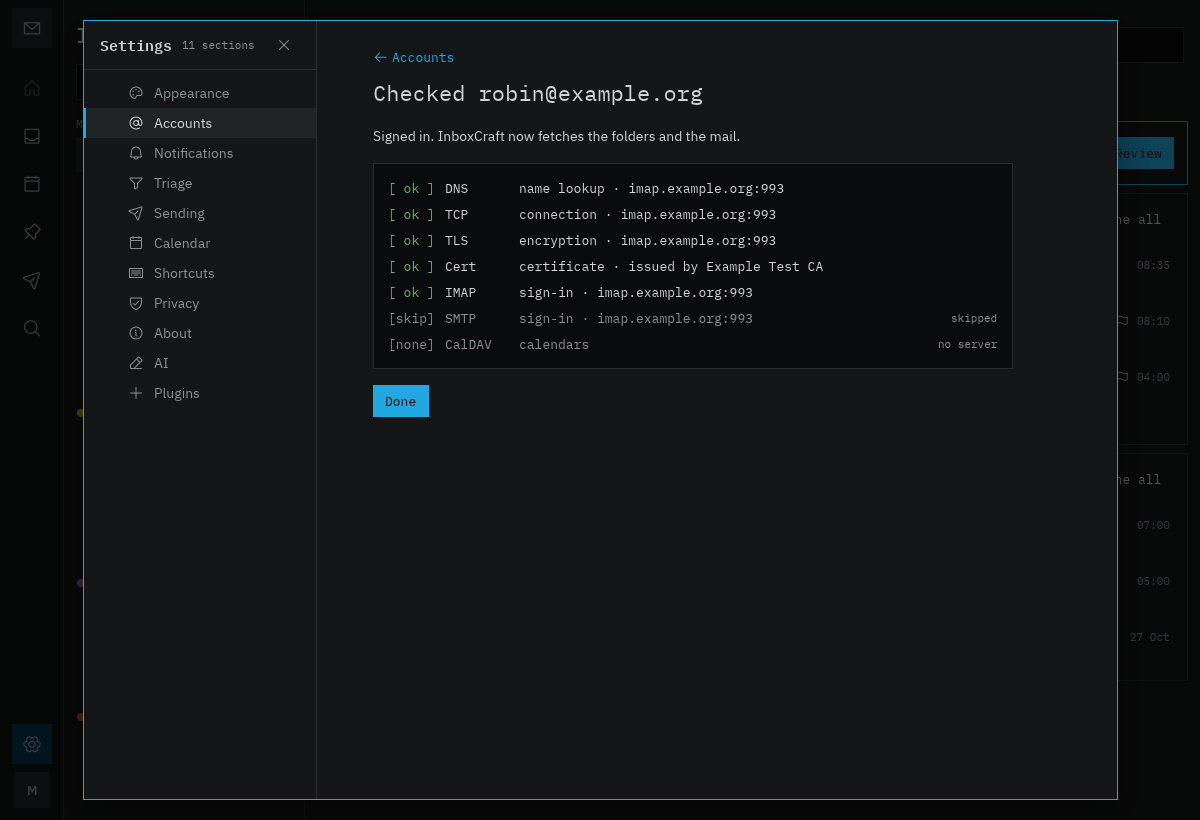 Settings 11 sections
Appearance
Accounts
Notifications
Triage
Sending
Calendar
Shortcuts
Privacy
About
AI
Plugins
← Accounts
Checked robin@example.org
Signed in. InboxCraft now fetches the folders and the mail.
[ ok ] DNS name lookup · imap.example.org:993
[ ok ] TCP connection · imap.example.org:993
[ ok ] TLS encryption · imap.example.org:993
[ ok ] Cert certificate · issued by Example Test CA
[ ok ] IMAP sign-in · imap.example.org:993
[skip] SMTP sign-in · imap.example.org:993 skipped
[none] CalDAV calendars no server
Done
Review
all
08:35
08:10
04:00
all
07:00
05:00
27 Oct
M